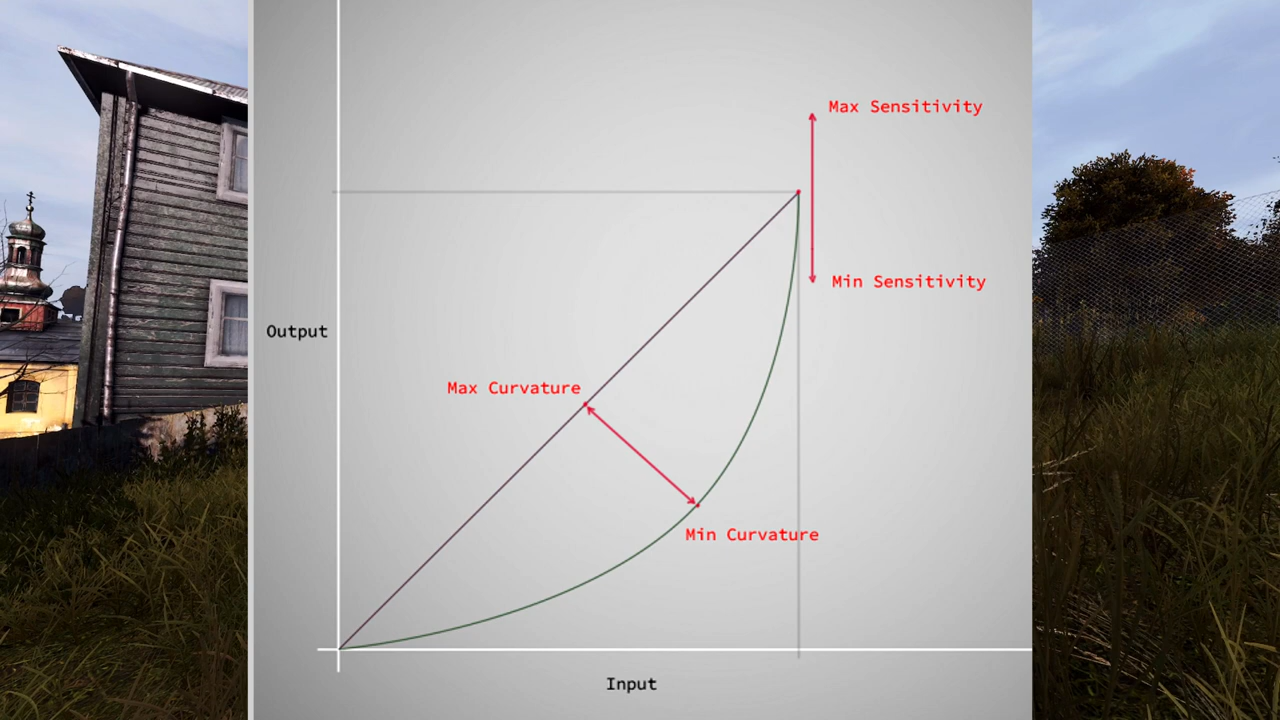 Max Sensitivity
Min Sensitivity
Output
Max Curvature
Min Curvature
Input